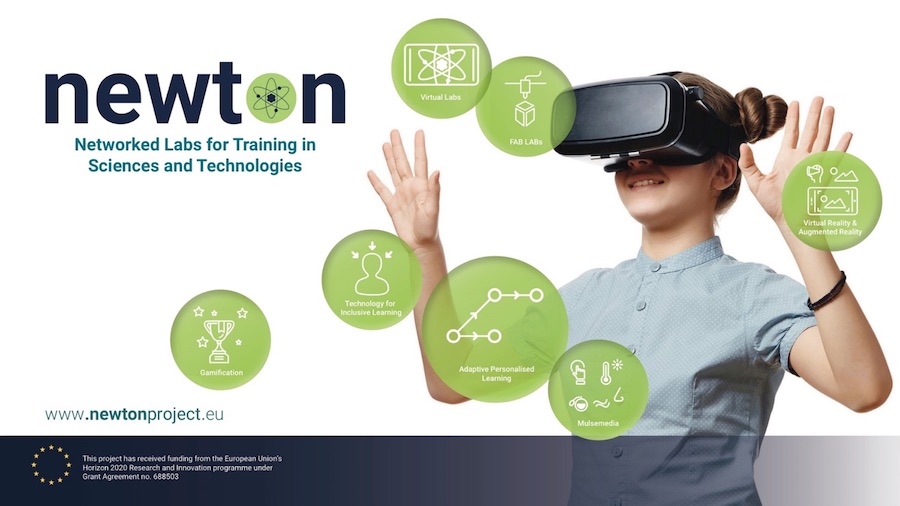 newton
Networked Labs for Training in
Sciences and Technologies
Virtual Labs
FAB LABs
Virtual Reality &
Augmented Reality
Technology for
Inclusive Learning
Adaptive Personalised
Learning
Gamification
Mulsemedia
www.newtonproject.eu
This project has received funding from the European Union's
Horizon 2020 Research and Innovation programme under
Grant Agreement no. 688503